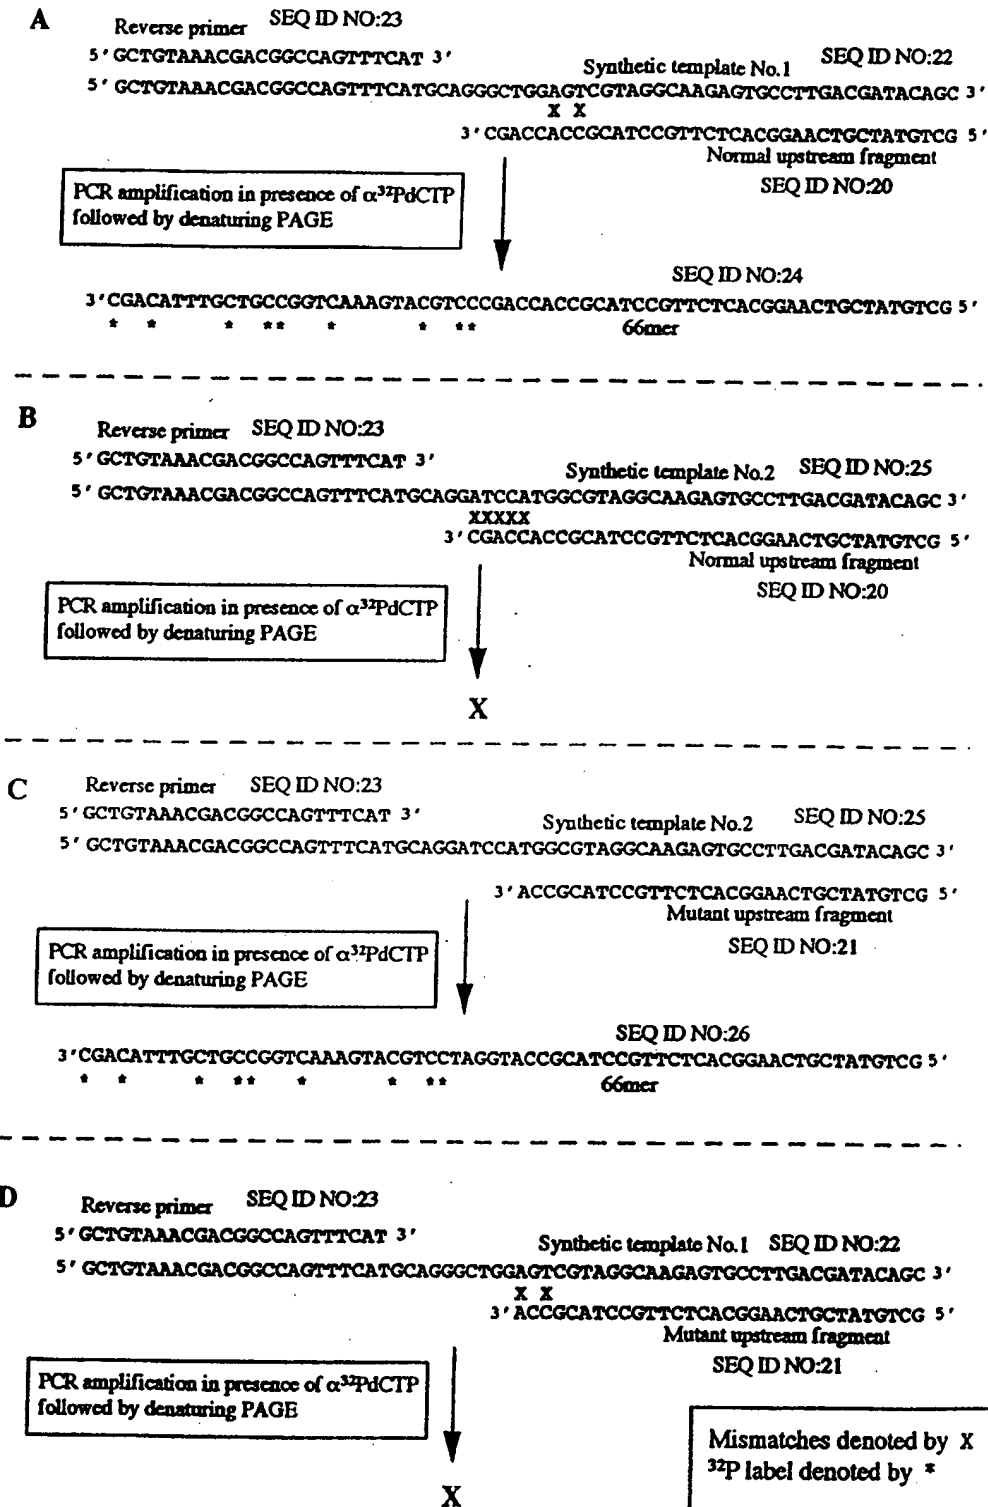 A
Reverse primer SEQ ID NO:23
5'GCTGTAAACGACGGCCAGTTTCAT 3'
Synthetic template No.1 SEQ ID NO:22
5' GCTGTAAACGACGGCCAGTTTCATGCAGGGCTGGAGTCGTAGGCAAGAGTGCCTTGACGATACAGC 3'
X X
3'CGACCACCGCATCCGTTCTCACGGAACTGCTATGTCG 5'
Normal upstream fragment
SEQ ID NO:20
PCR amplification in presence of α³²PdCTP
followed by denaturing PAGE
SEQ ID NO:24
3'CGACATTTGCTGCCGGTCAAAGTACGTCCCGACCACCGCATCCGTTCTCACGGAACTGCTATGTCG 5'
* * * ** * * **
66mer
B
Reverse primer SEQ ID NO:23
5'GCTGTAAACGACGGCCAGTTTCAT 3'
Synthetic template No.2 SEQ ID NO:25
5' GCTGTAAACGACGGCCAGTTTCATGCAGGATCCATGGCGTAGGCAAGAGTGCCTTGACGATACAGC 3'
XXXXX
3'CGACCACCGCATCCGTTCTCACGGAACTGCTATGTCG 5'
Normal upstream fragment
SEQ ID NO:20
PCR amplification in presence of α³²PdCTP
followed by denaturing PAGE
X
C
Reverse primer SEQ ID NO:23
5'GCTGTAAACGACGGCCAGTTTCAT 3'
Synthetic template No.2 SEQ ID NO:25
5' GCTGTAAACGACGGCCAGTTTCATGCAGGATCCATGGCGTAGGCAAGAGTGCCTTGACGATACAGC 3'
3'ACCGCATCCGTTCTCACGGAACTGCTATGTCG 5'
Mutant upstream fragment
SEQ ID NO:21
PCR amplification in presence of α³²PdCTP
followed by denaturing PAGE
SEQ ID NO:26
3'CGACATTTGCTGCCGGTCAAAGTACGTCCTAGGTACCGCATCCGTTCTCACGGAACTGCTATGTCG 5'
* * * ** * * **
66mer
D
Reverse primer SEQ ID NO:23
5'GCTGTAAACGACGGCCAGTTTCAT 3'
Synthetic template No.1 SEQ ID NO:22
5' GCTGTAAACGACGGCCAGTTTCATGCAGGGCTGGAGTCGTAGGCAAGAGTGCCTTGACGATACAGC 3'
X X
3'ACCGCATCCGTTCTCACGGAACTGCTATGTCG 5'
Mutant upstream fragment
SEQ ID NO:21
PCR amplification in presence of α³²PdCTP
followed by denaturing PAGE
X
Mismatches denoted by X
³²P label denoted by *